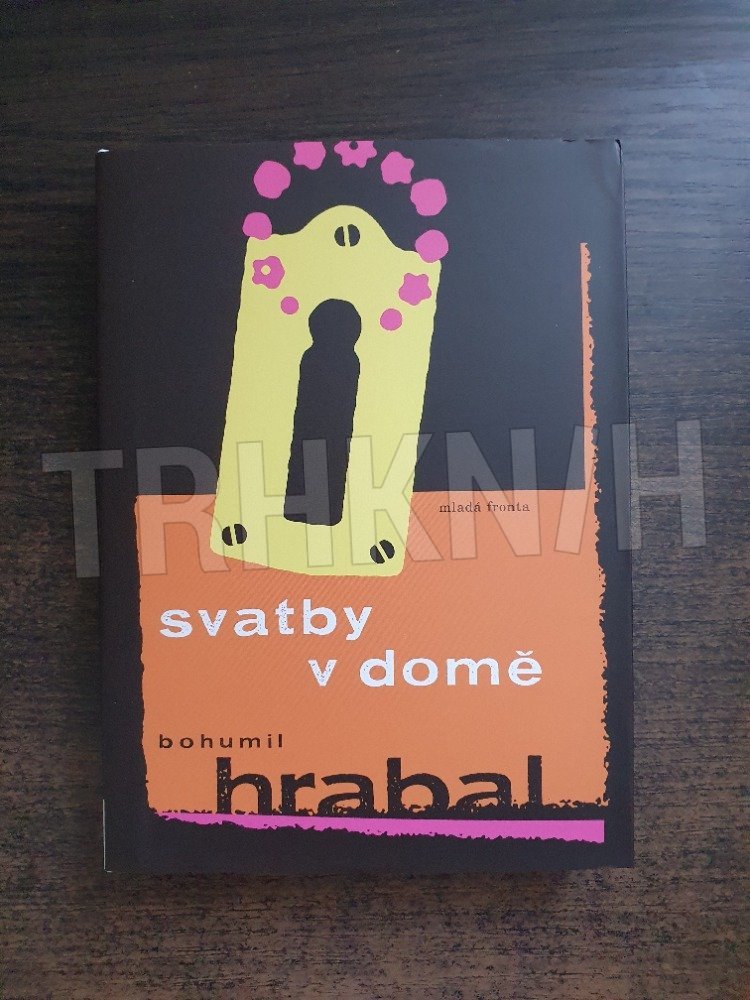 TRHKNIH
mladá fronta
svatby
v domě
bohumil
hrabal